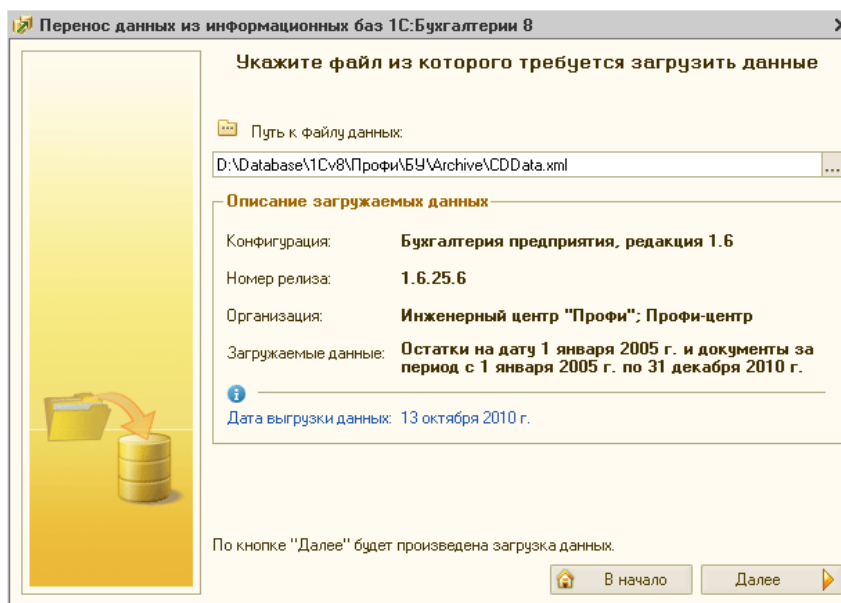 Перенос данных из информационных баз 1С:Бухгалтерии 8
Укажите файл из которого требуется загрузить данные
Путь к файлу данных:
D:\Database\1Cv8\Профи\БУ\Archive\CDData.xml
...
Описание загружаемых данных
Конфигурация: Бухгалтерия предприятия, редакция 1.6
Номер релиза: 1.6.25.6
Организация: Инженерный центр "Профи"; Профи-центр
Загружаемые данные: Остатки на дату 1 января 2005 г. и документы за
период с 1 января 2005 г. по 31 декабря 2010 г.
Дата выгрузки данных: 13 октября 2010 г.
По кнопке "Далее" будет произведена загрузка данных.
В начало Далее